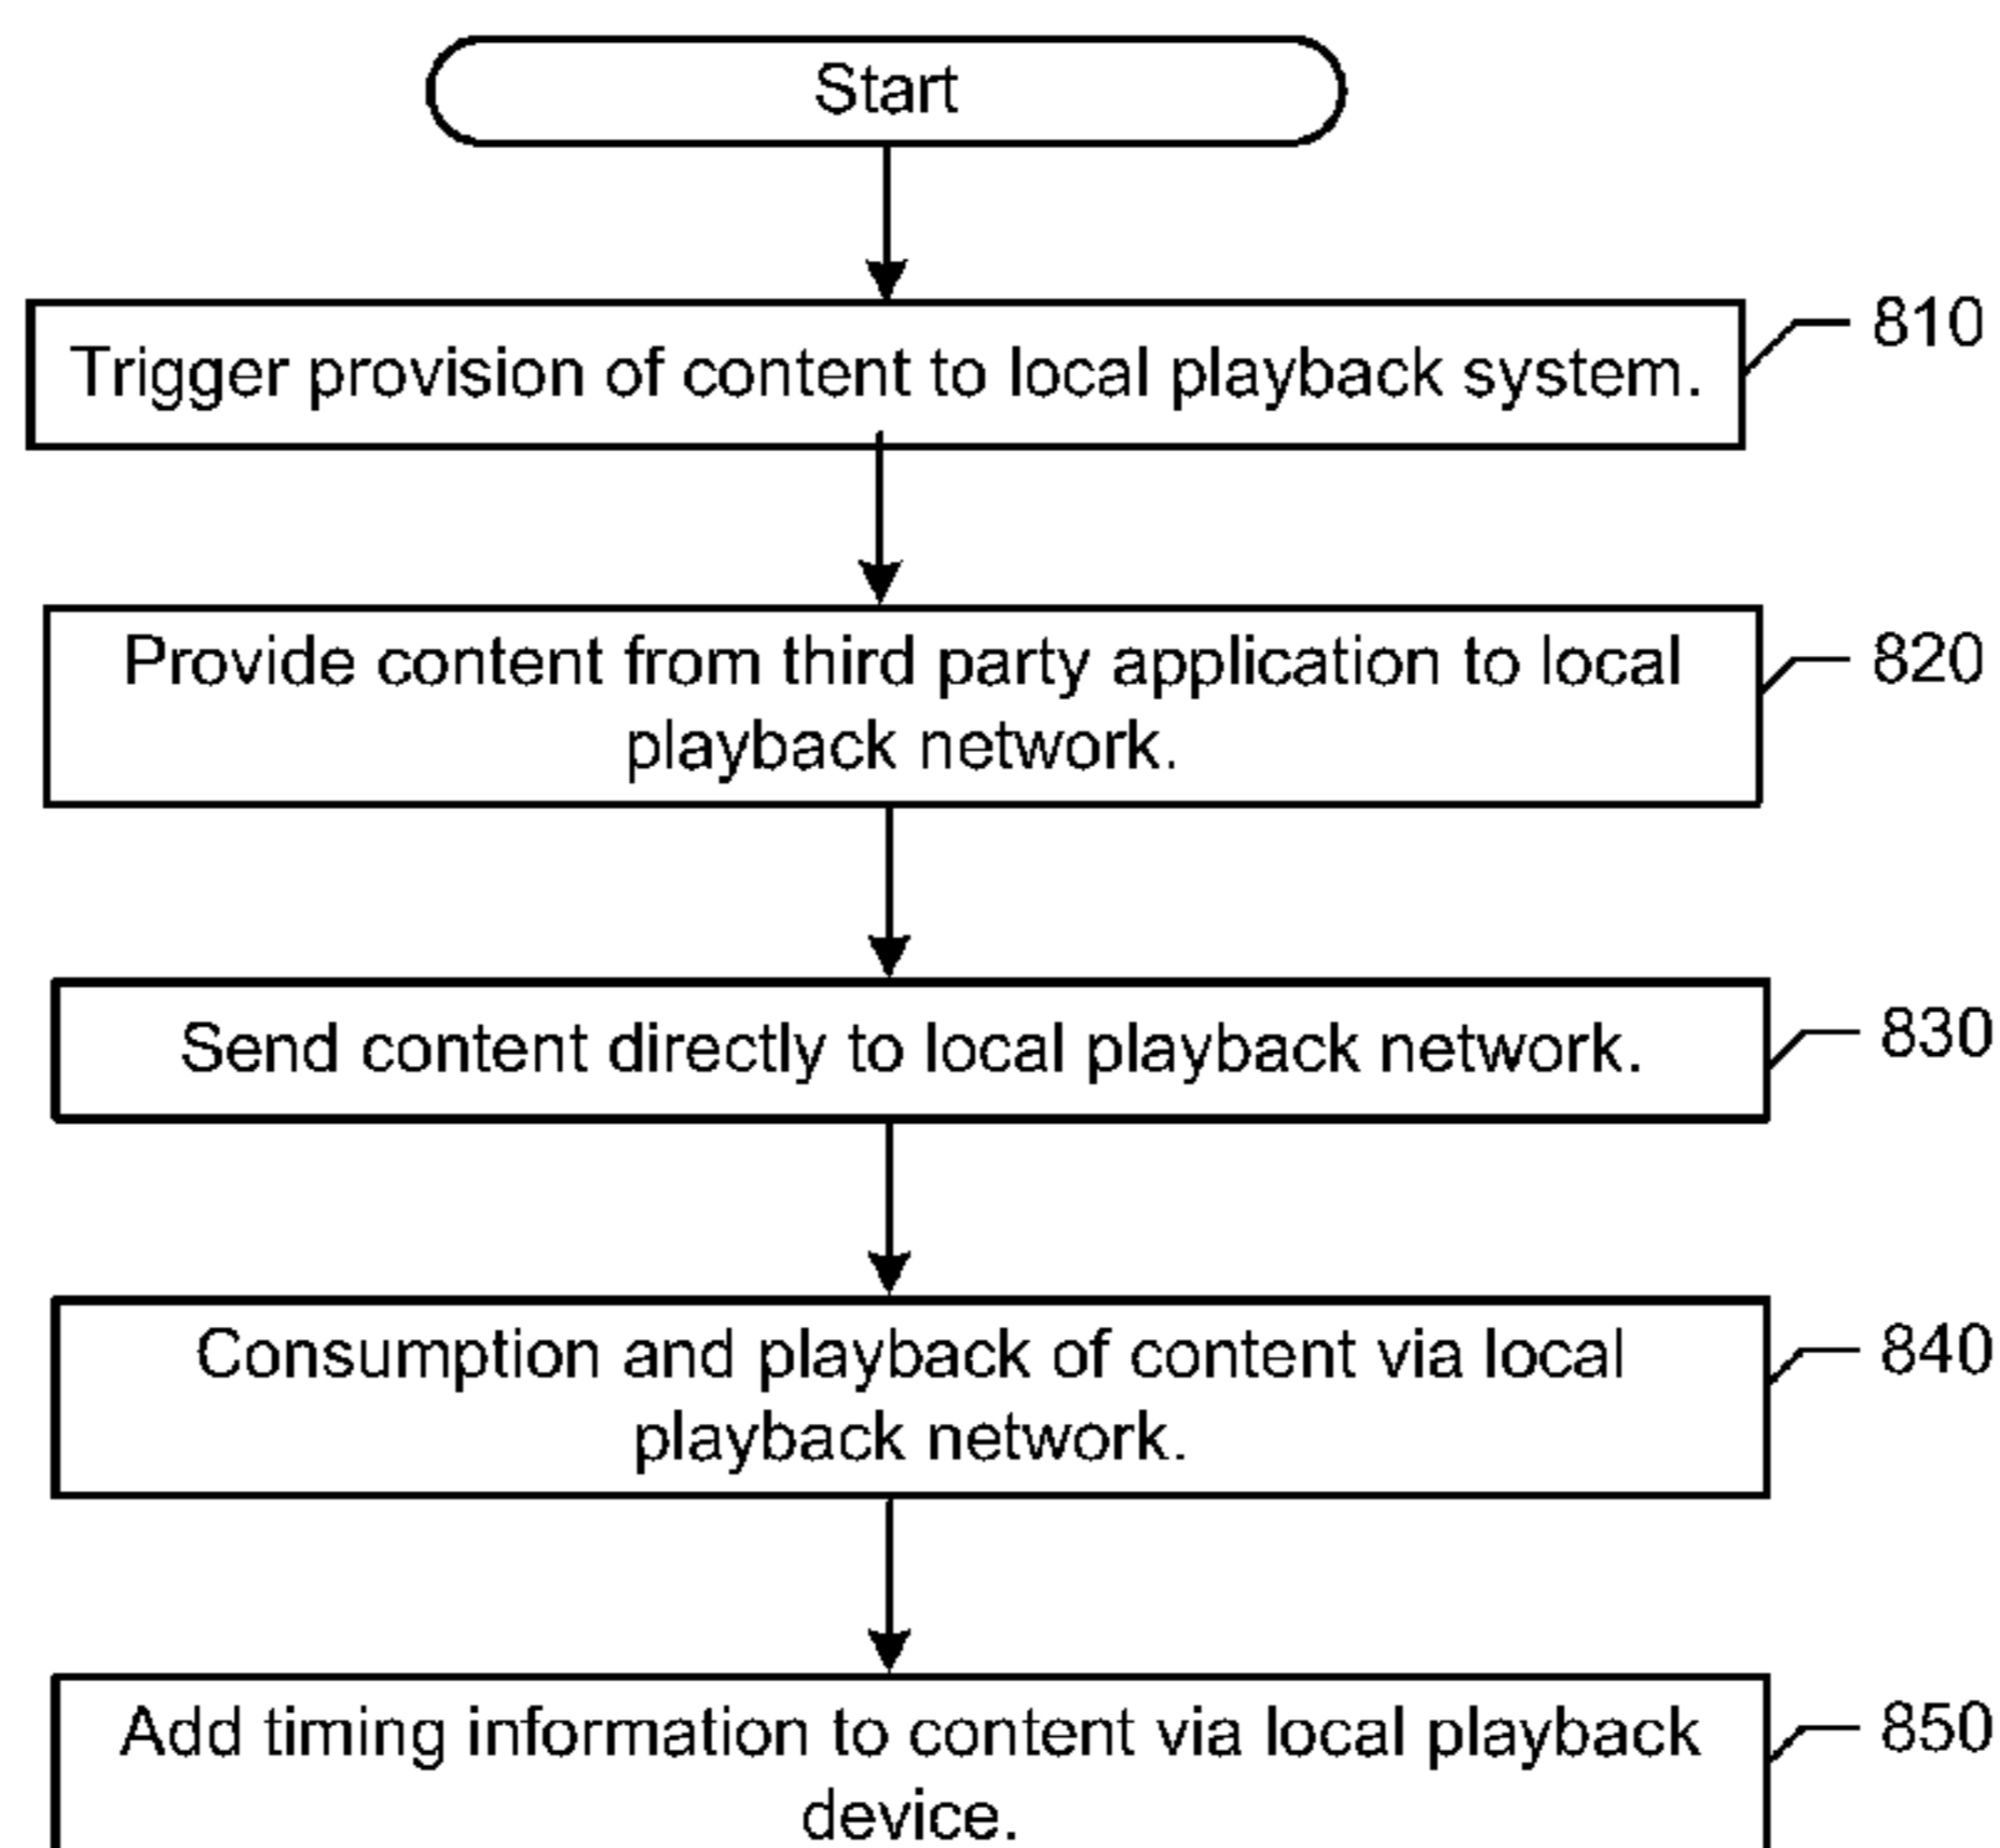 Start
Trigger provision of content to local playback system.
810
Provide content from third party application to local
playback network.
820
Send content directly to local playback network.
830
Consumption and playback of content via local
playback network.
840
Add timing information to content via local playback
device.
850